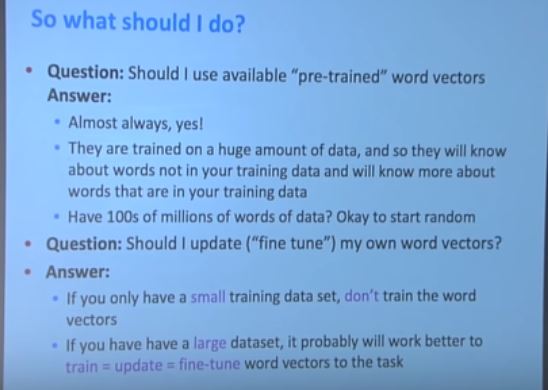 So what should I do?
• Question: Should I use available “pre-trained” word vectors
Answer:
• Almost always, yes!
• They are trained on a huge amount of data, and so they will know
about words not in your training data and will know more about
words that are in your training data
• Have 100s of millions of words of data? Okay to start random
• Question: Should I update (“fine tune”) my own word vectors?
• Answer:
• If you only have a small training data set, don’t train the word
vectors
• If you have have a large dataset, it probably will work better to
train = update = fine-tune word vectors to the task